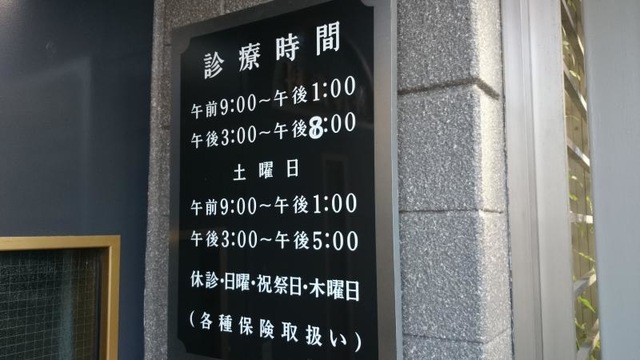 診療時間
午前9:00～午後1:00
午後3:00～午後8:00
土曜日
午前9:00～午後1:00
午後3:00～午後5:00
休診・日曜・祝祭日・木曜日
(各種保険取扱い)